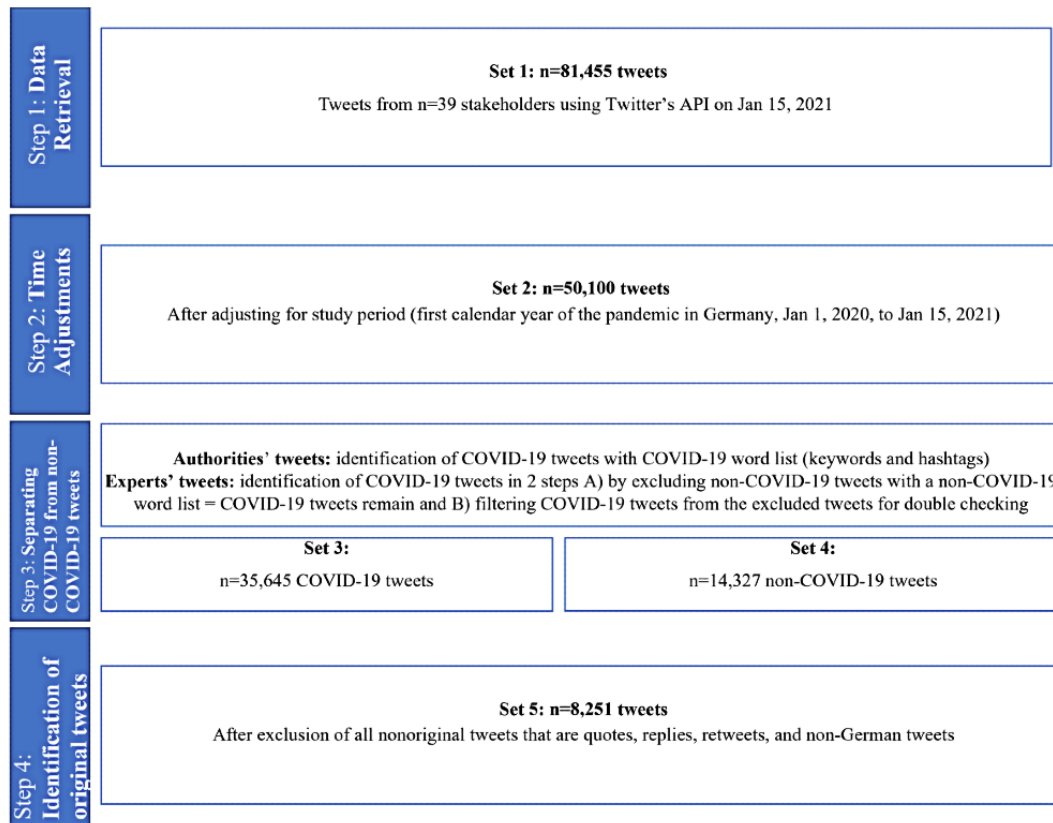 Step 1: Data
Retrieval
Set 1: n=81,455 tweets
Tweets from n=39 stakeholders using Twitter's API on Jan 15, 2021
Step 2: Time
Adjustments
Set 2: n=50,100 tweets
After adjusting for study period (first calendar year of the pandemic in Germany, Jan 1, 2020, to Jan 15, 2021)
Step 3: Separating
COVID-19 from non-
COVID-19 tweets
Authorities' tweets: identification of COVID-19 tweets with COVID-19 word list (keywords and hashtags)
Experts' tweets: identification of COVID-19 tweets in 2 steps A) by excluding non-COVID-19 tweets with a non-COVID-19
word list = COVID-19 tweets remain and B) filtering COVID-19 tweets from the excluded tweets for double checking
Set 3:
n=35,645 COVID-19 tweets
Set 4:
n=14,327 non-COVID-19 tweets
Step 4:
Identification of
original tweets
Set 5: n=8,251 tweets
After exclusion of all nonoriginal tweets that are quotes, replies, retweets, and non-German tweets